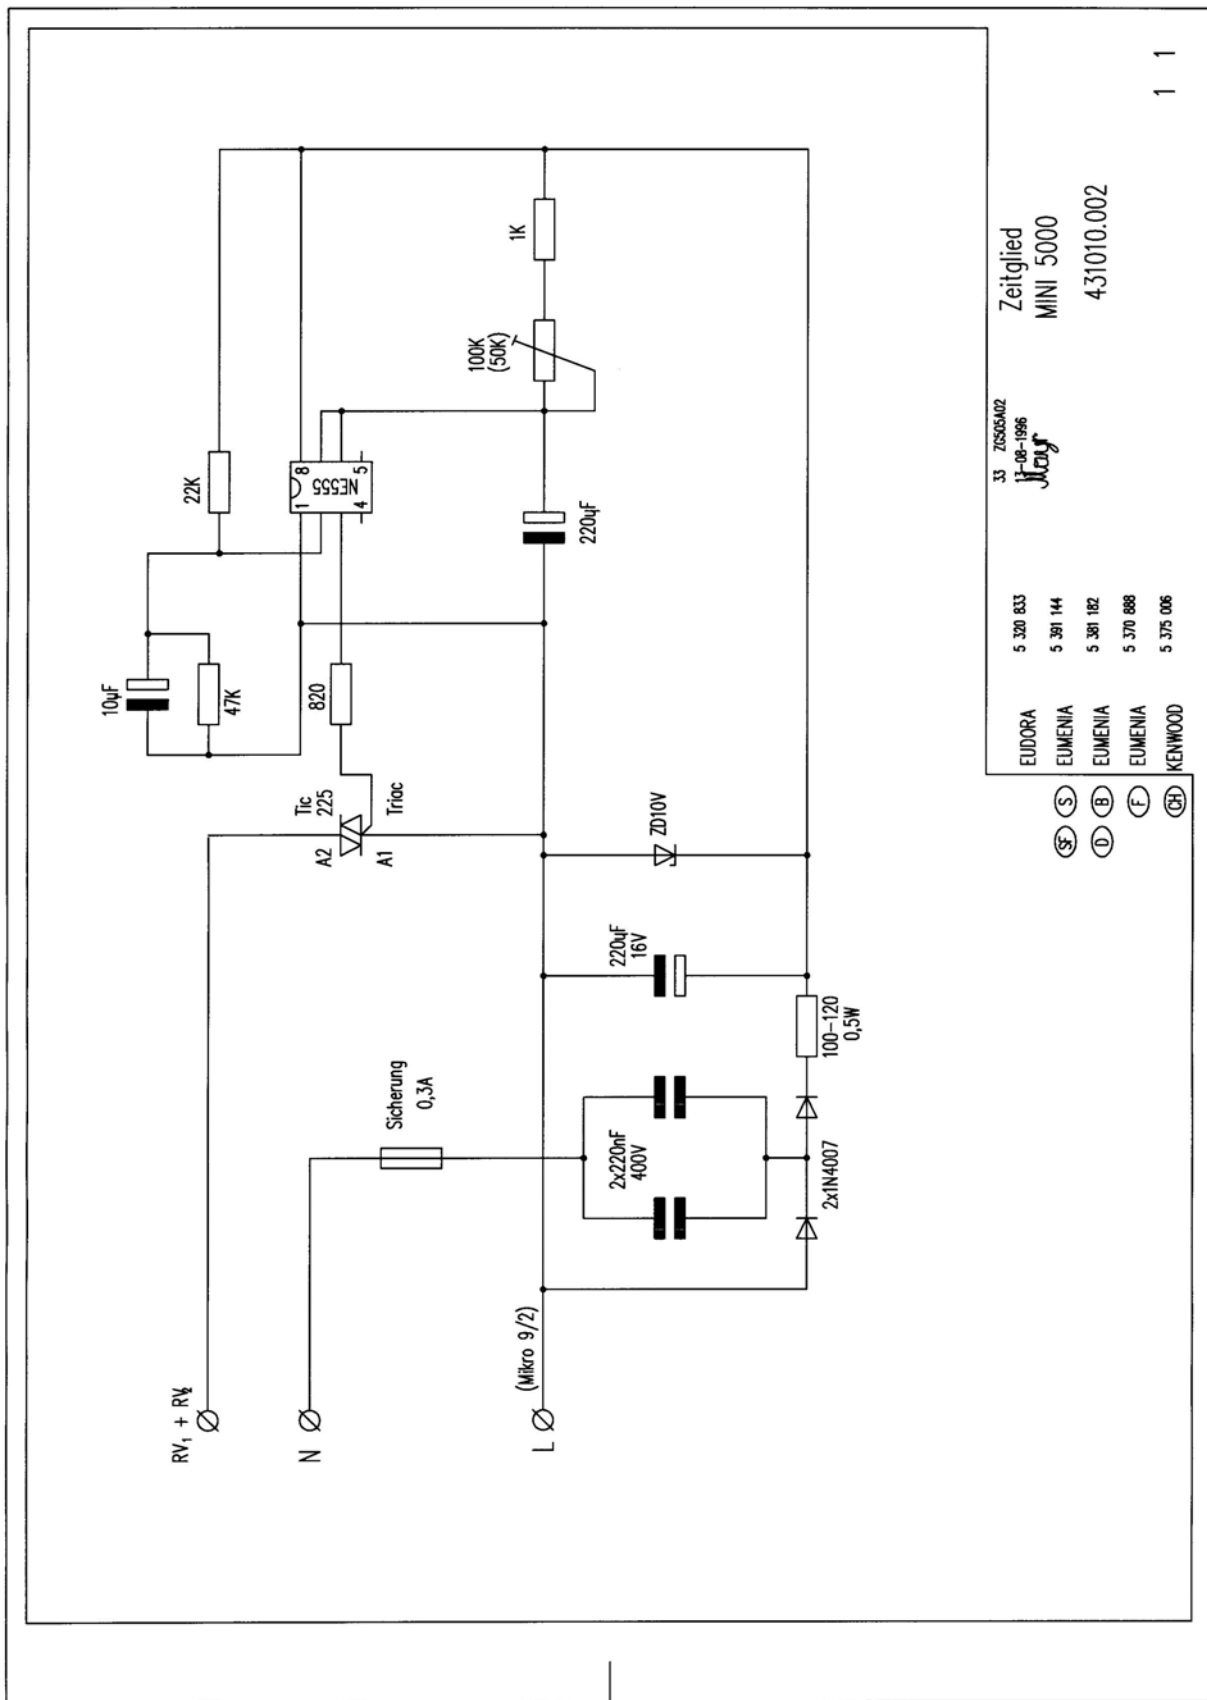 RV₁ + RV₂
N
L
(Mikro 9/2)
Sicherung
0,3A
2x220nF
400V
2x1N4007
220µF
16V
100-120
0,5W
ZD10V
A2
A1
Tic
225
Triac
10µF
47K
820
22K
1
8
NE555
4
5
220µF
100K
(50K)
1K
33 ZG505A02
13-08-1996
Zeitglied
MINI 5000
431010.002
1 1
EUDORA 5 320 833
SF S EUMENIA 5 391 144
D B EUMENIA 5 381 182
F EUMENIA 5 370 888
CH KENWOOD 5 375 006